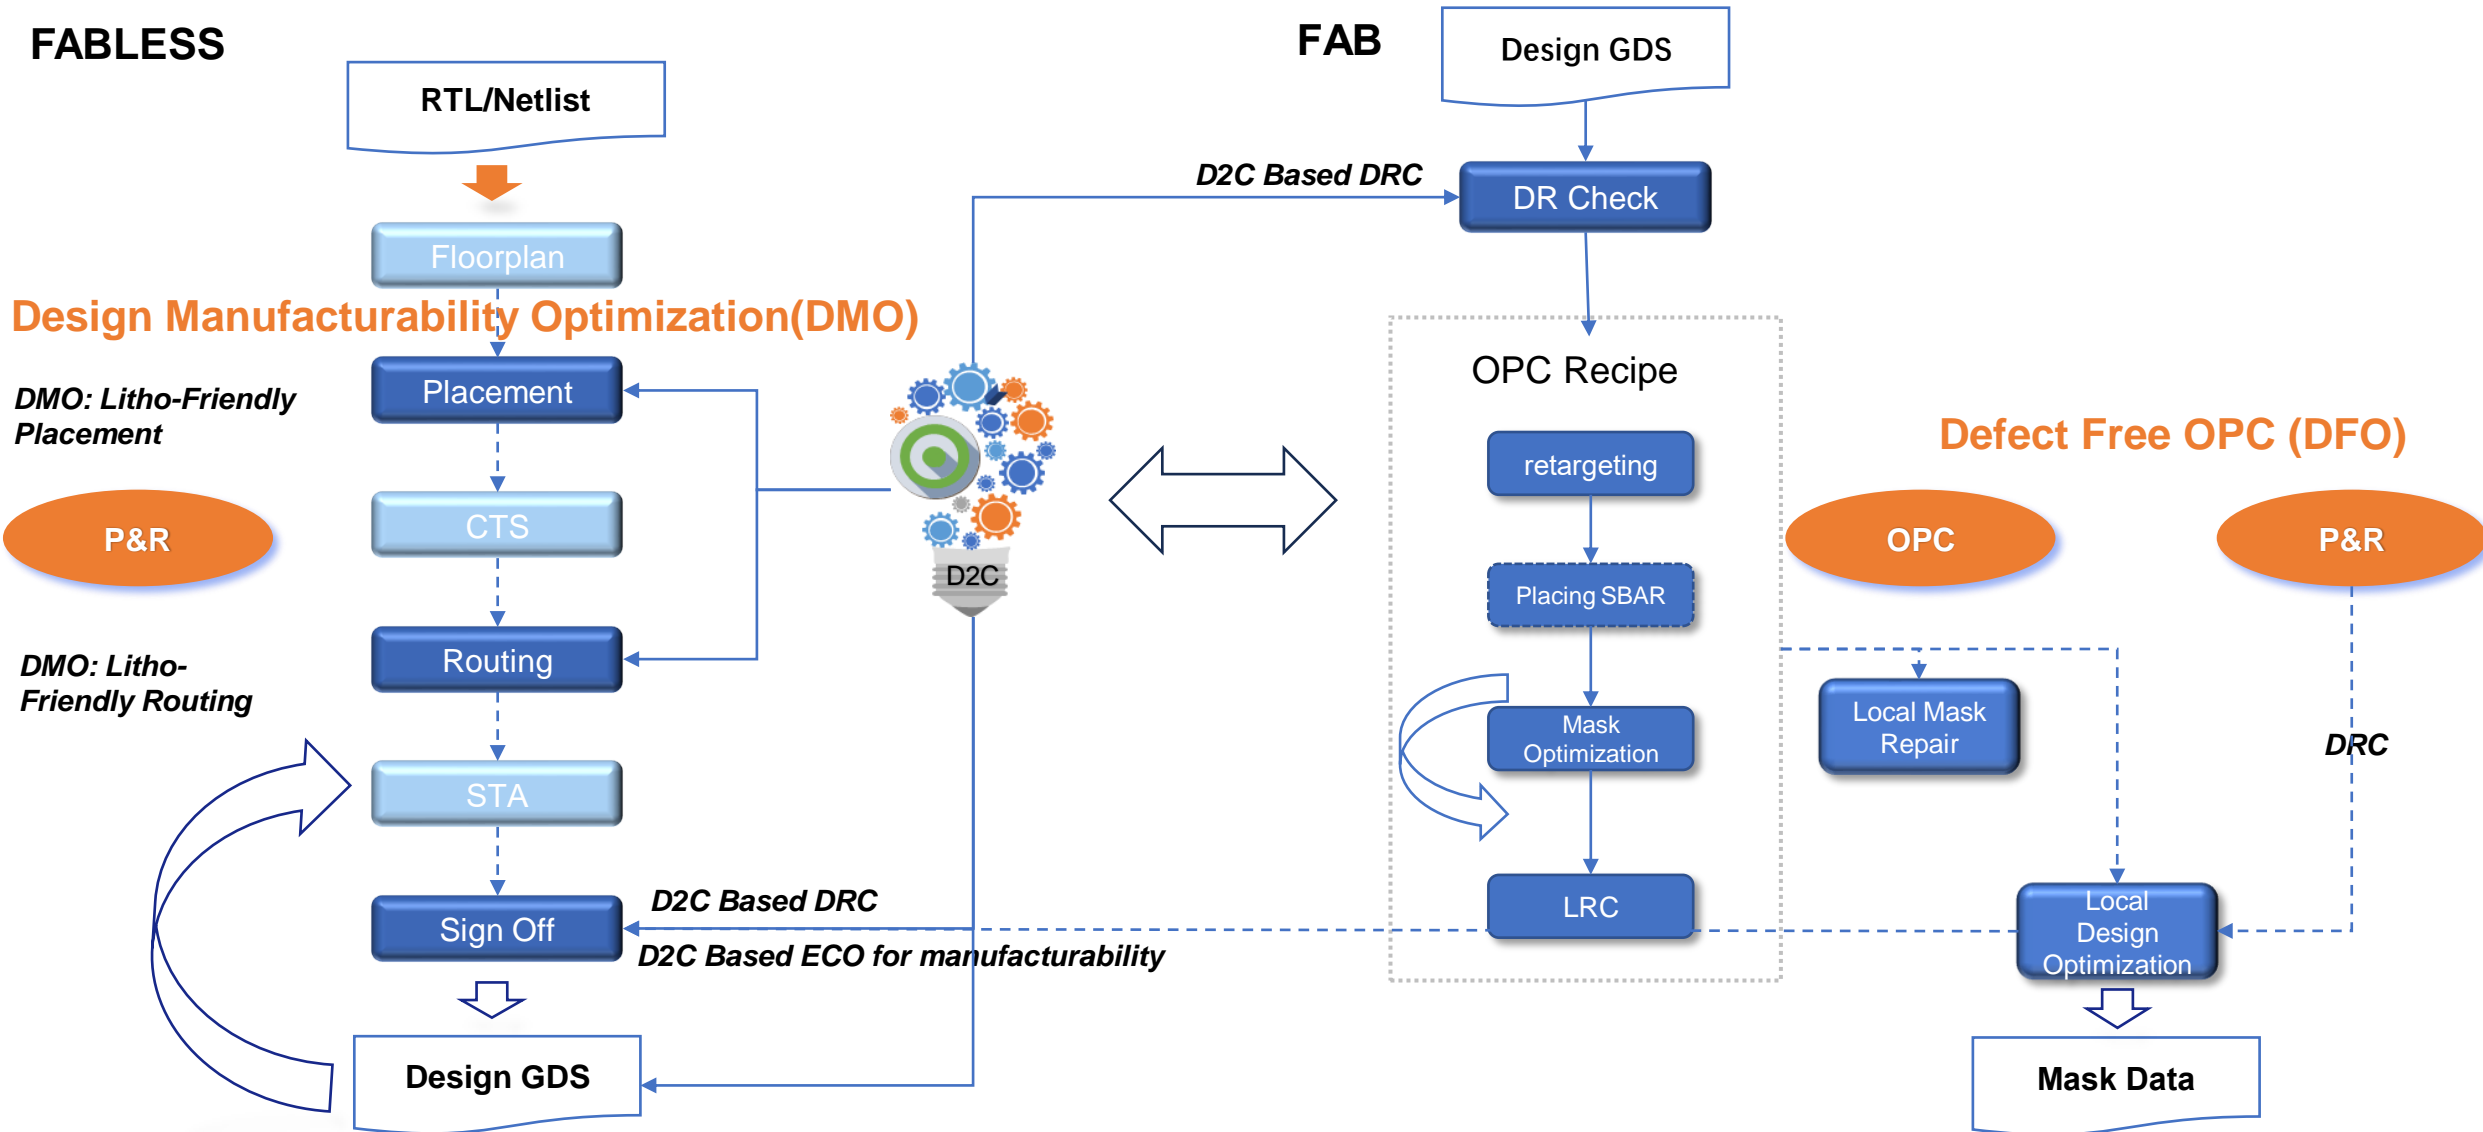 FABLESS
RTL/Netlist
Floorplan
Design Manufacturability Optimization(DMO)
Placement
DMO: Litho-Friendly
Placement
CTS
P&R
Routing
DMO: Litho-
Friendly Routing
STA
Sign Off
D2C Based DRC
D2C Based ECO for manufacturability
Design GDS
D2C
FAB
Design GDS
D2C Based DRC
DR Check
OPC Recipe
retargeting
Placing SBAR
Mask
Optimization
LRC
Defect Free OPC (DFO)
OPC
P&R
Local Mask
Repair
DRC
Local
Design
Optimization
Mask Data